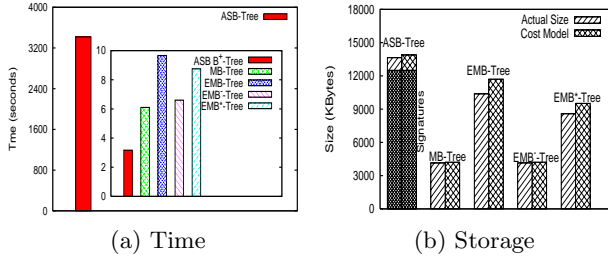 ASB-Tree
4000
3200
2400
1600
800
0
Tme (seconds)
10
8
6
4
2
0
ASB B+-Tree
MB-Tree
EMB-Tree
EMB--Tree
EMB*-Tree
(a) Time
18000
15000
12000
9000
6000
3000
0
Size (KBytes)
Actual Size
Cost Model
ASB-Tree
Signatures
MB-Tree
EMB-Tree
EMB--Tree
EMB*-Tree
(b) Storage